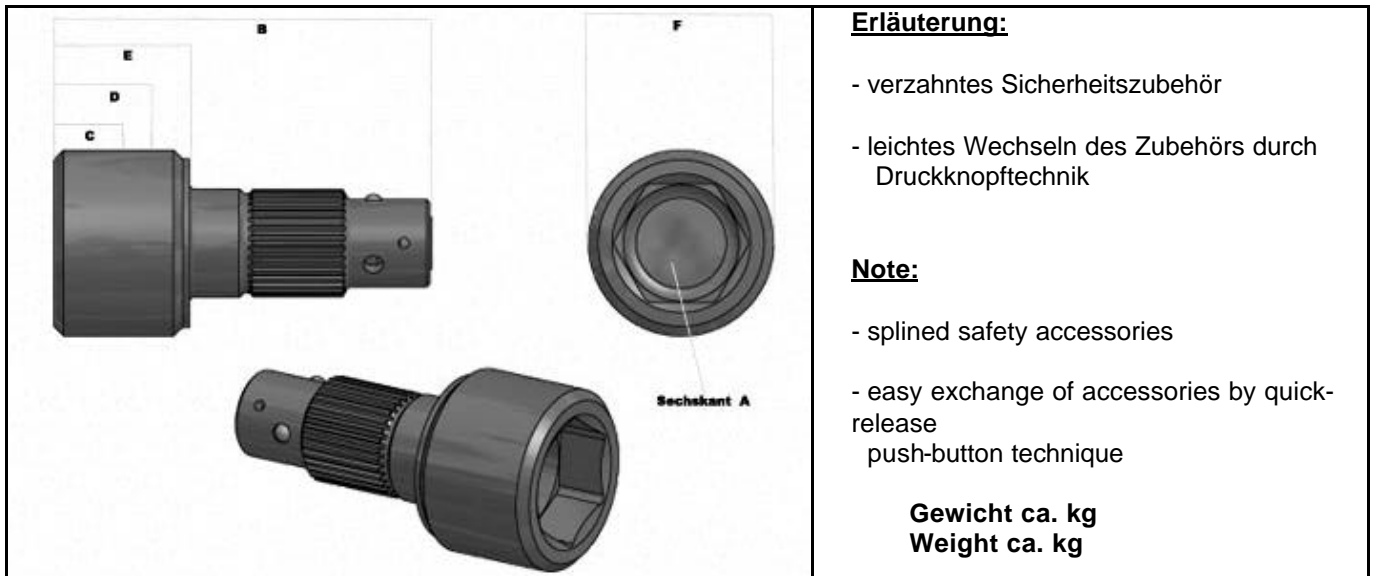 B
E
D
C
F
Sechskant A
Erläuterung:
- verzahntes Sicherheitszubehör
- leichtes Wechseln des Zubehörs durch
Druckknopftechnik
Note:
- splined safety accessories
- easy exchange of accessories by quick-
release
push-button technique
Gewicht ca. kg
Weight ca. kg